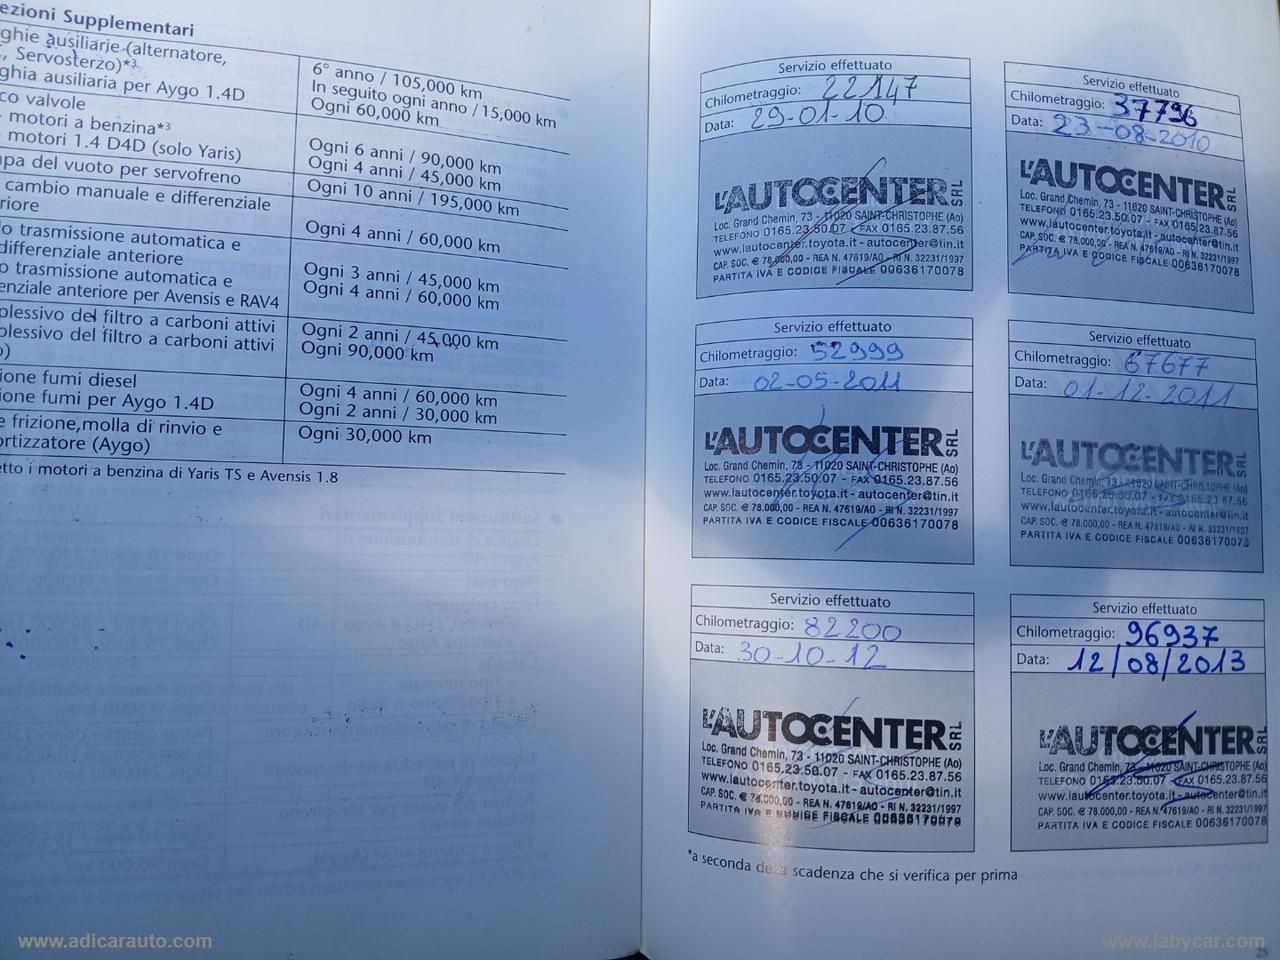 ezioni Supplementari
ghie ausiliarie (alternatore,
., Servosterzo)*³
6° anno / 105,000 km
In seguito ogni anno / 15,000 km
ghia ausiliaria per Aygo 1.4D
Ogni 60,000 km
co valvole
motori a benzina*³
Ogni 6 anni / 90,000 km
motori 1.4 D4D (solo Yaris)
Ogni 4 anni / 45,000 km
pa del vuoto per servofreno
Ogni 10 anni / 195,000 km
cambio manuale e differenziale
riore
Ogni 4 anni / 60,000 km
o trasmissione automatica e
differenziale anteriore
Ogni 3 anni / 45,000 km
o trasmissione automatica e
enziale anteriore per Avensis e RAV4
Ogni 4 anni / 60,000 km
plessivo del filtro a carboni attivi
Ogni 2 anni / 45,000 km
plessivo del filtro a carboni attivi
o)
Ogni 90,000 km
ione fumi diesel
Ogni 4 anni / 60,000 km
ione fumi per Aygo 1.4D
Ogni 2 anni / 30,000 km
e frizione,molla di rinvio e
ortizzatore (Aygo)
Ogni 30,000 km
etto i motori a benzina di Yaris TS e Avensis 1.8
Servizio effettuato
Chilometraggio: 22147
Data: 29-01-10
L'AUTOCENTER SRL
Loc. Grand Chemin, 73 - 11020 SAINT-CHRISTOPHE (Ao)
TELEFONO 0165.23.50.07 - FAX 0165.23.87.56
www.lautocenter.toyota.it - autocenter@tin.it
CAP. SOC. € 78.000,00 - REA N. 47619/AO - RI N. 32231/1997
PARTITA IVA E CODICE FISCALE 00636170078
Servizio effettuato
Chilometraggio: 37796
Data: 23-08-2010
L'AUTOCENTER SRL
Loc. Grand Chemin, 73 - 11020 SAINT-CHRISTOPHE (Ao)
TELEFONO 0165.23.50.07 - FAX 0165.23.87.56
www.lautocenter.toyota.it - autocenter@tin.it
CAP. SOC. € 78.000,00 - REA N. 47619/AO - RI N. 32231/1997
PARTITA IVA E CODICE FISCALE 00636170078
Servizio effettuato
Chilometraggio: 52999
Data: 02-05-2011
L'AUTOCENTER SRL
Loc. Grand Chemin, 73 - 11020 SAINT-CHRISTOPHE (Ao)
TELEFONO 0165.23.50.07 - FAX 0165.23.87.56
www.lautocenter.toyota.it - autocenter@tin.it
CAP. SOC. € 78.000,00 - REA N. 47619/AO - RI N. 32231/1997
PARTITA IVA E CODICE FISCALE 00636170078
Servizio effettuato
Chilometraggio: 67677
Data: 01-12-2011
L'AUTOCENTER SRL
Loc. Grand Chemin, 73 - 11020 SAINT-CHRISTOPHE (Ao)
TELEFONO 0165.23.50.07 - FAX 0165.23.87.56
www.lautocenter.toyota.it - autocenter@tin.it
CAP. SOC. € 78.000,00 - REA N. 47619/AO - RI N. 32231/1997
PARTITA IVA E CODICE FISCALE 00636170078
Servizio effettuato
Chilometraggio: 82200
Data: 30-10-12
L'AUTOCENTER SRL
Loc. Grand Chemin, 73 - 11020 SAINT-CHRISTOPHE (Ao)
TELEFONO 0165.23.50.07 - FAX 0165.23.87.56
www.lautocenter.toyota.it - autocenter@tin.it
CAP. SOC. € 78.000,00 - REA N. 47619/AO - RI N. 32231/1997
PARTITA IVA E CODICE FISCALE 00636170078
Servizio effettuato
Chilometraggio: 96937
Data: 12/08/2013
L'AUTOCENTER SRL
Loc. Grand Chemin, 73 - 11020 SAINT-CHRISTOPHE (Ao)
TELEFONO 0165.23.50.07 - FAX 0165.23.87.56
www.lautocenter.toyota.it - autocenter@tin.it
CAP. SOC. € 78.000,00 - REA N. 47619/AO - RI N. 32231/1997
PARTITA IVA E CODICE FISCALE 00636170078
*a seconda della scadenza che si verifica per prima
www.adicarauto.com
www.labycar.com